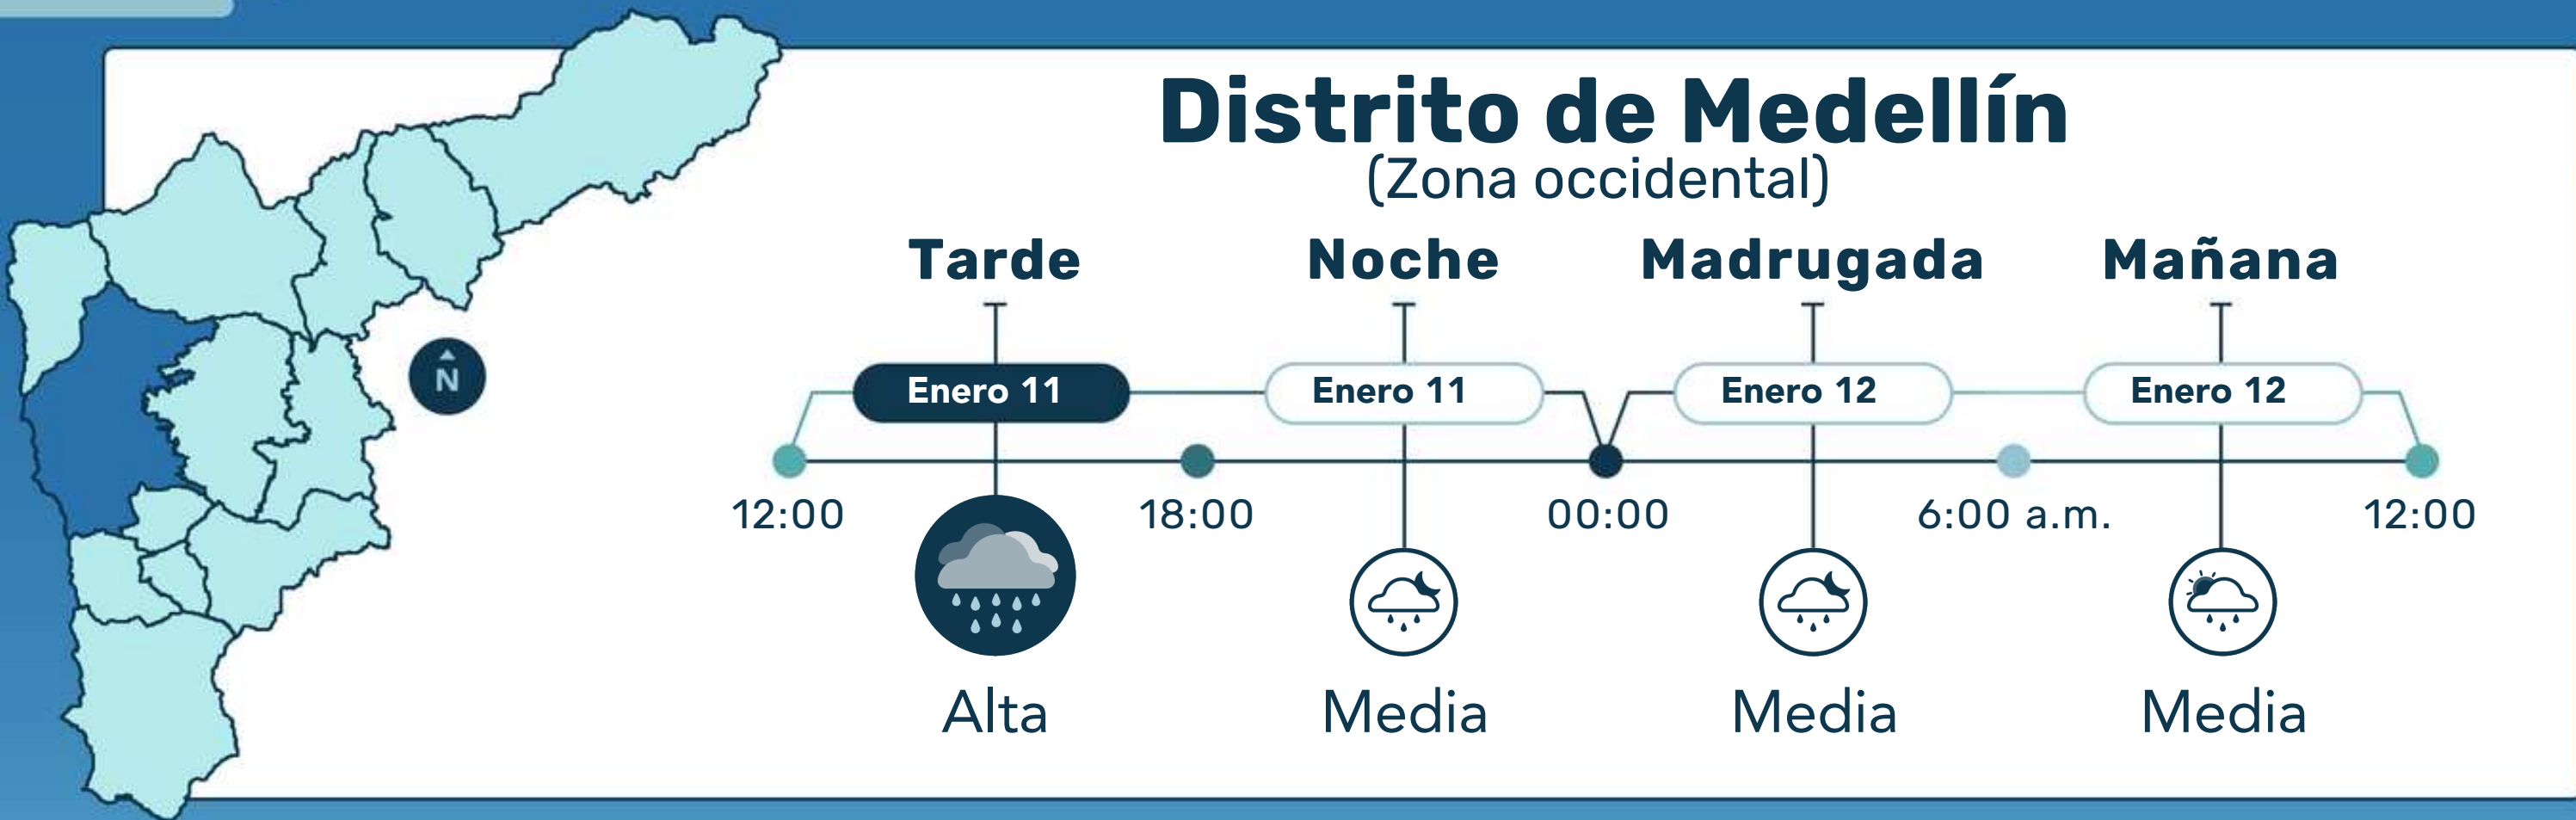 Distrito de Medellín
(Zona occidental)
Tarde Noche Madrugada Mañana
N
Enero 11 Enero 11 Enero 12 Enero 12
12:00 18:00 00:00 6:00 a.m. 12:00
Alta Media Media Media